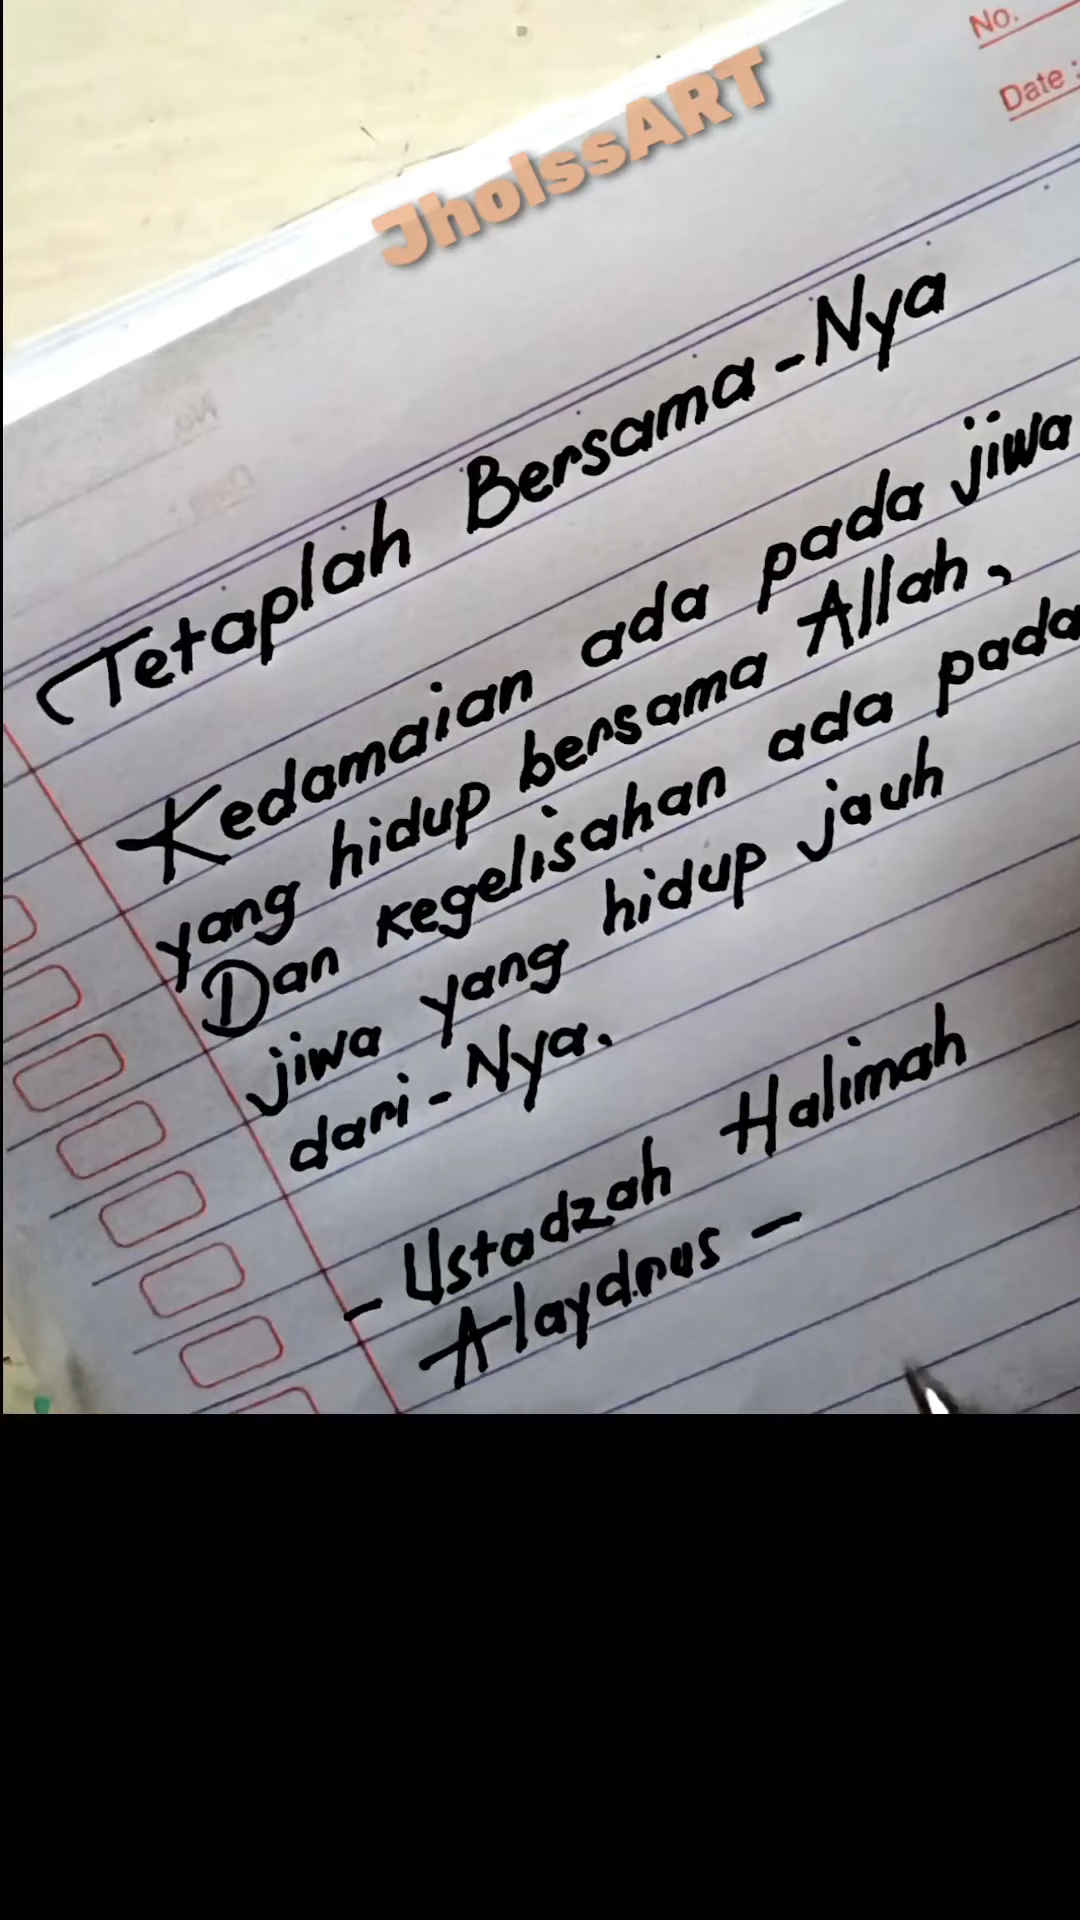 No.
Date :
JholssART
Tetaplah Bersama-Nya
Kedamaian ada pada jiwa
yang hidup bersama Allah,
Dan kegelisahan ada pada
jiwa yang hidup jauh
dari-Nya.
- Ustadzah Halimah
Alaydrus -